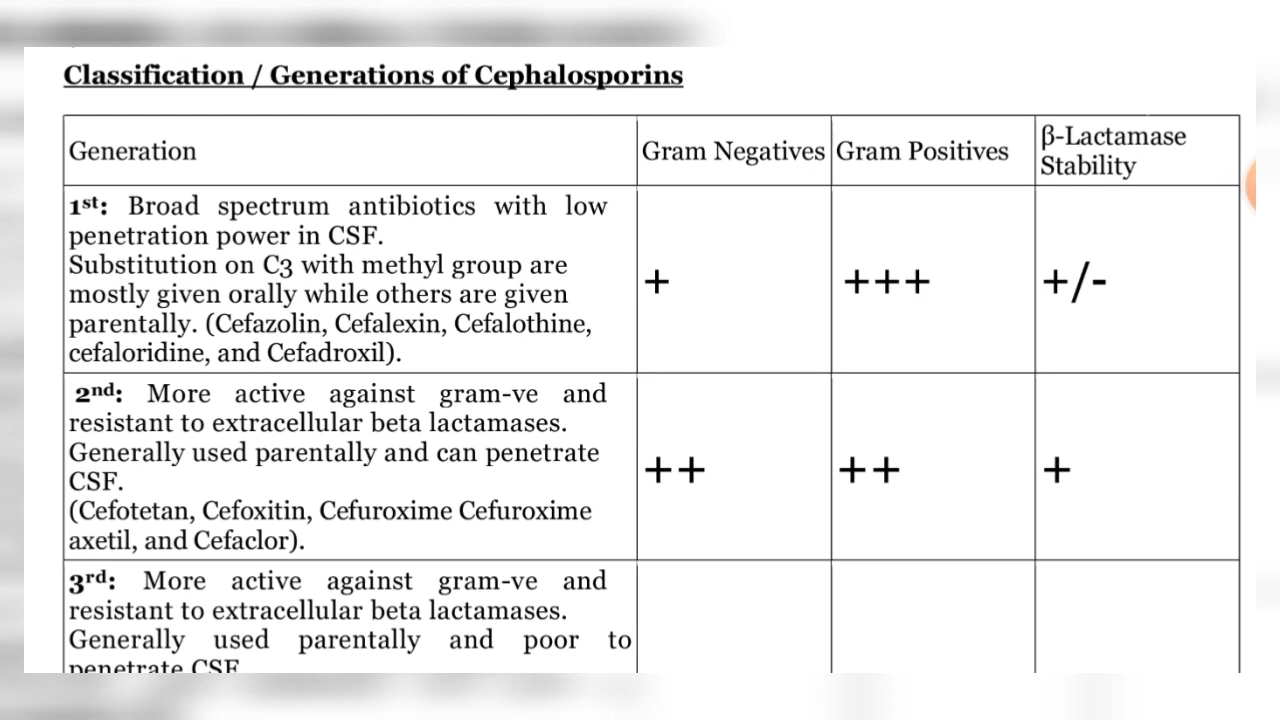 Classification / Generations of Cephalosporins
Generation
Gram Negatives
Gram Positives
β-Lactamase
Stability
1st: Broad spectrum antibiotics with low
penetration power in CSF.
Substitution on C3 with methyl group are
mostly given orally while others are given
parentally. (Cefazolin, Cefalexin, Cefalothine,
cefaloridine, and Cefadroxil).
+
+++
+/-
2nd: More active against gram-ve and
resistant to extracellular beta lactamases.
Generally used parentally and can penetrate
CSF.
(Cefotetan, Cefoxitin, Cefuroxime Cefuroxime
axetil, and Cefaclor).
++
++
+
3rd: More active against gram-ve and
resistant to extracellular beta lactamases.
Generally used parentally and poor to
penetrate CSF